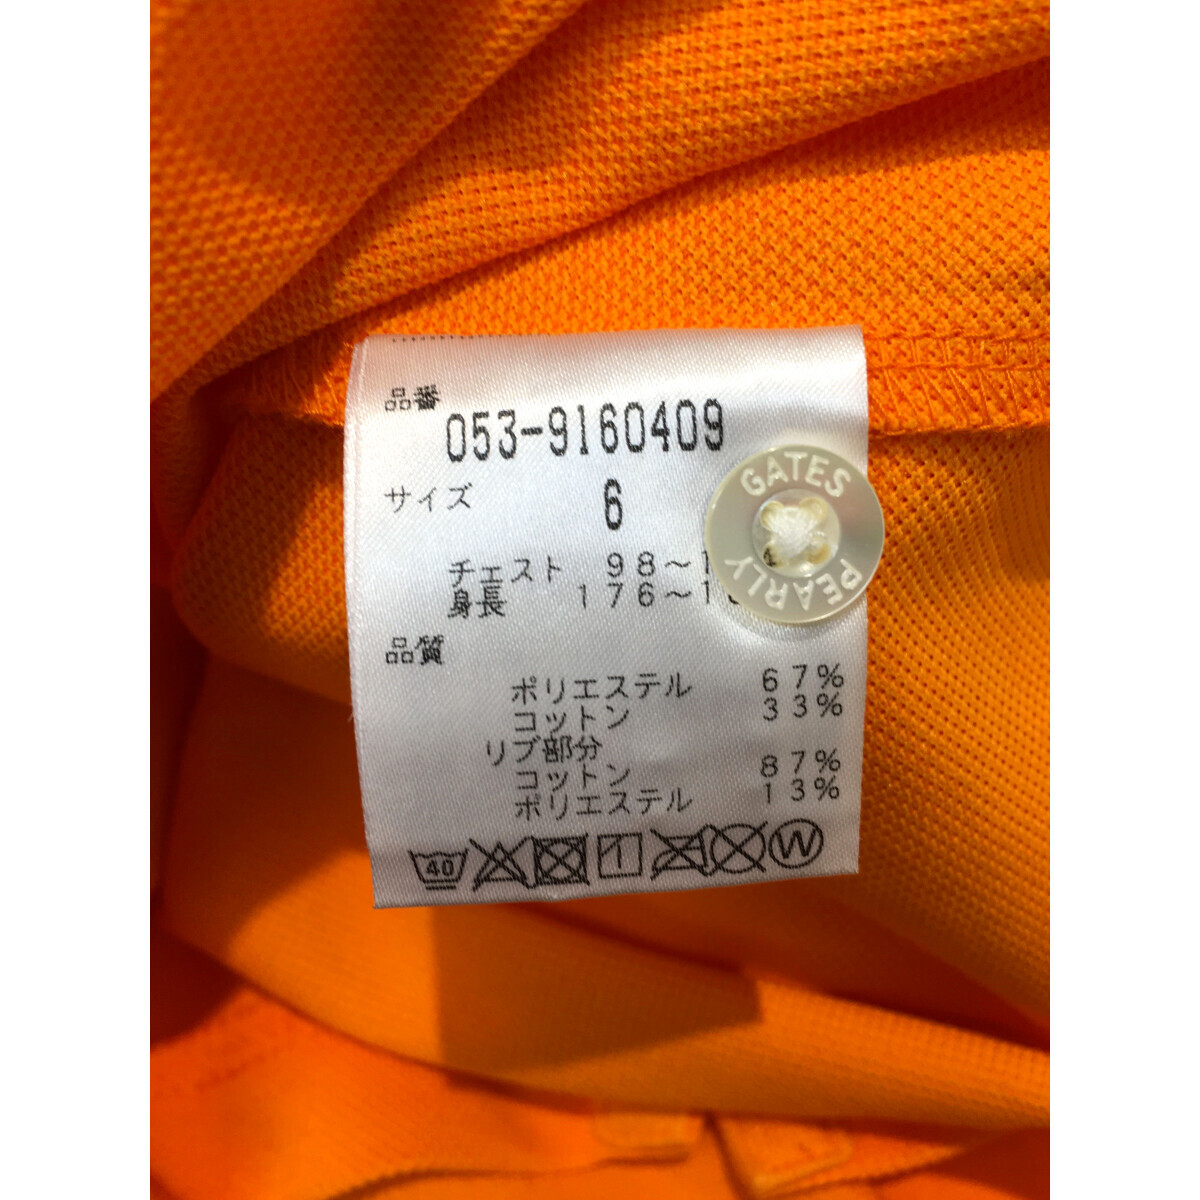 品番
053-9160409
サイズ 6
チェスト 98～1
身長 176～1
品質
ポリエステル 67%
コットン 33%
リブ部分
コットン 87%
ポリエステル 13%
40 W
GATES
PEARLY